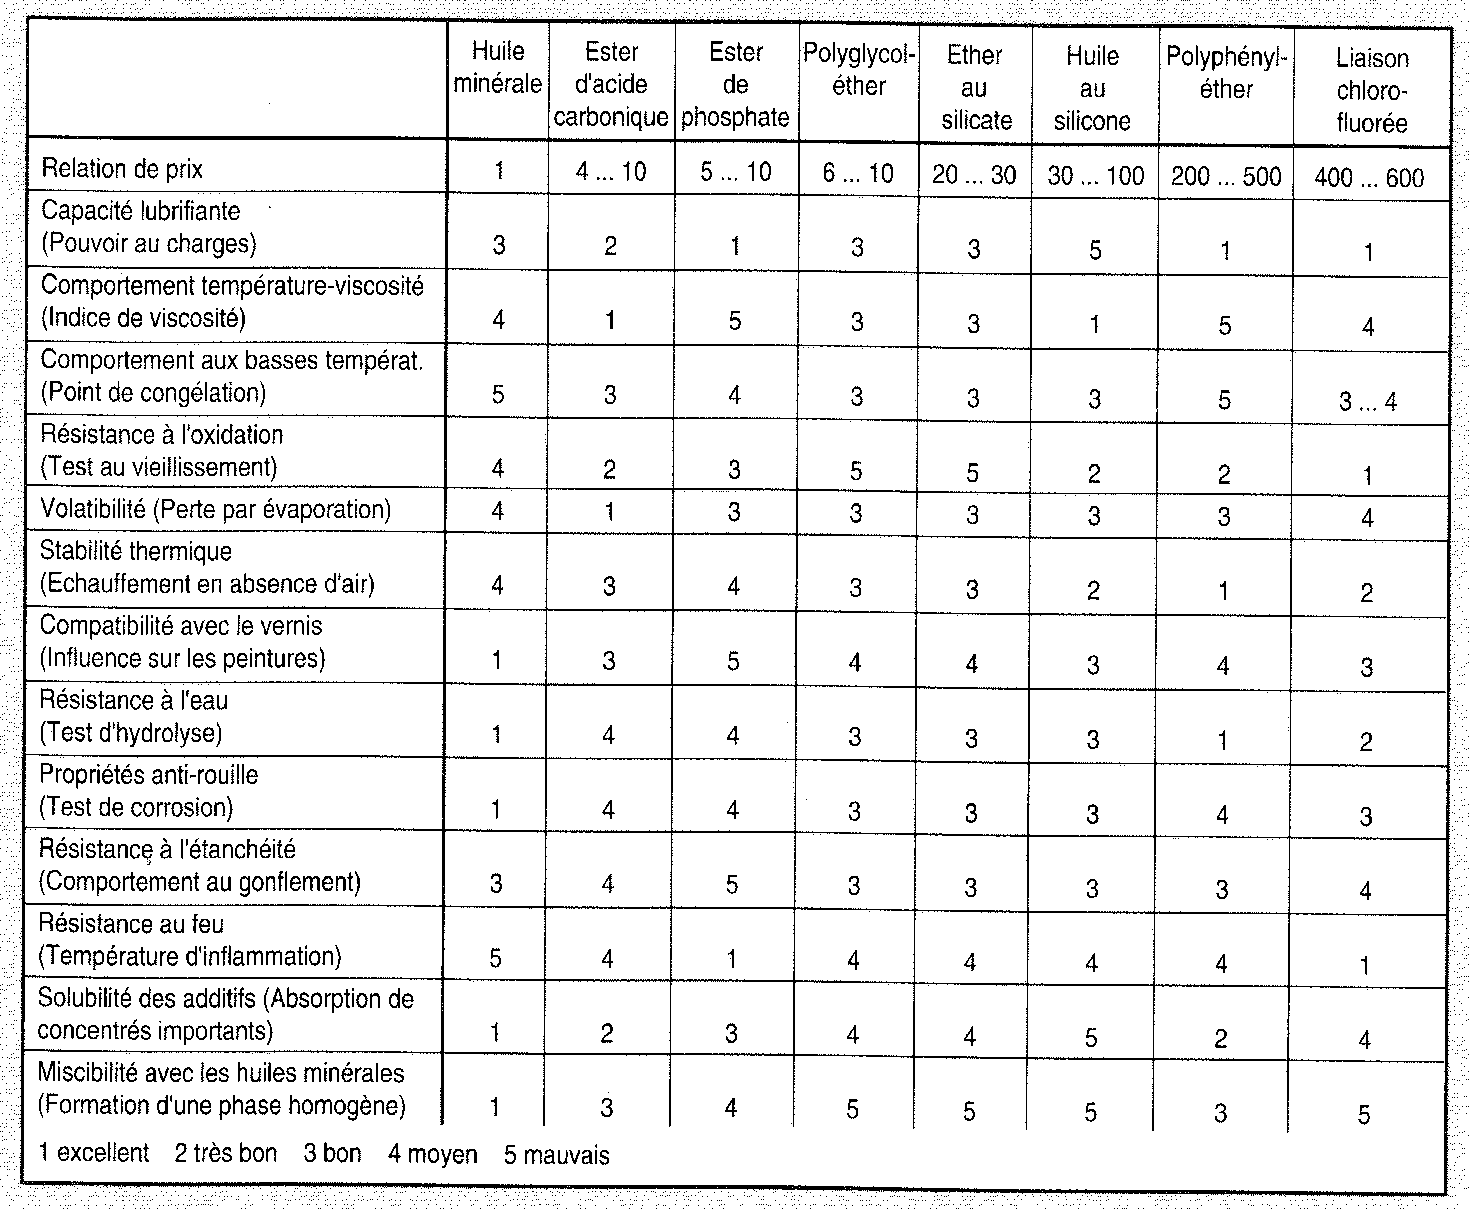 Huile minérale | Ester d'acide carbonique | Ester de phosphate | Polyglycol-éther | Ether au silicate | Huile au silicone | Polyphényl-éther | Liaison chloro-fluorée
Relation de prix 1 4 ... 10 5 ... 10 6 ... 10 20 ... 30 30 ... 100 200 ... 500 400 ... 600
Capacité lubrifiante
(Pouvoir au charges) 3 2 1 3 3 5 1 1
Comportement température-viscosité
(Indice de viscosité) 4 1 5 3 3 1 5 4
Comportement aux basses températ.
(Point de congélation) 5 3 4 3 3 3 5 3 ... 4
Résistance à l'oxidation
(Test au vieillissement) 4 2 3 5 5 2 2 1
Volatibilité (Perte par évaporation) 4 1 3 3 3 3 3 4
Stabilité thermique
(Echauffement en absence d'air) 4 3 4 3 3 2 1 2
Compatibilité avec le vernis
(Influence sur les peintures) 1 3 5 4 4 3 4 3
Résistance à l'eau
(Test d'hydrolyse) 1 4 4 3 3 3 1 2
Propriétés anti-rouille
(Test de corrosion) 1 4 4 3 3 3 4 3
Résistance à l'étanchéité
(Comportement au gonflement) 3 4 5 3 3 3 3 4
Résistance au feu
(Température d'inflammation) 5 4 1 4 4 4 4 1
Solubilité des additifs (Absorption de
concentrés importants) 1 2 3 4 4 5 2 4
Miscibilité avec les huiles minérales
(Formation d'une phase homogène) 1 3 4 5 5 5 3 5
1 excellent 2 très bon 3 bon 4 moyen 5 mauvais